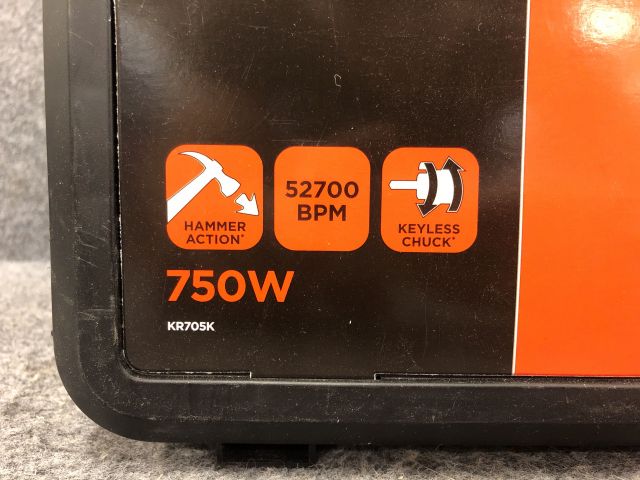 HAMMER
ACTION*
52700
BPM
KEYLESS
CHUCK*
750W
KR705K